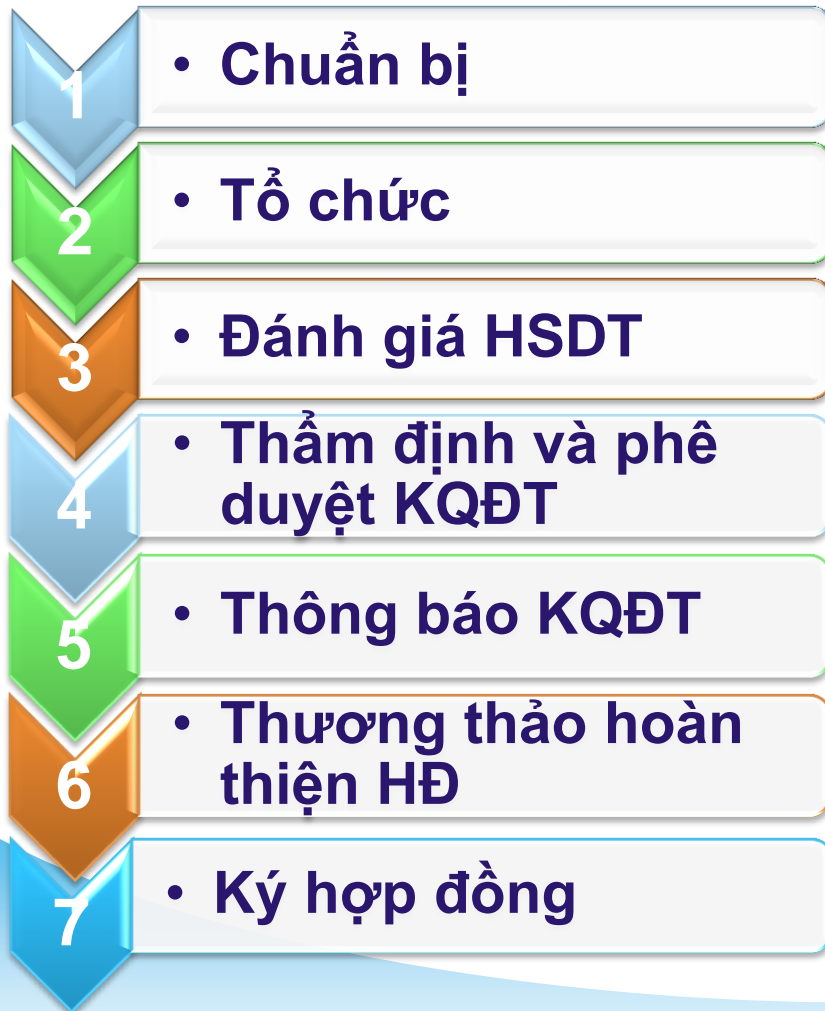 1
• Chuẩn bị
2
• Tổ chức
3
• Đánh giá HSDT
4
• Thẩm định và phê
duyệt KQĐT
5
• Thông báo KQĐT
6
• Thương thảo hoàn
thiện HĐ
7
• Ký hợp đồng